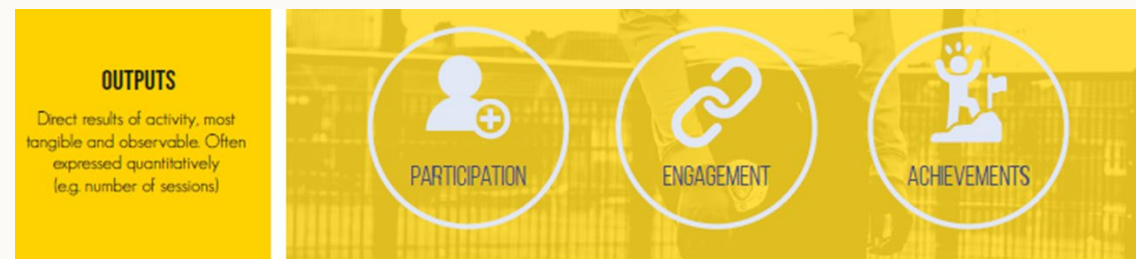 OUTPUTS
Direct results of activity, most
tangible and observable. Often
expressed quantitatively
(e.g. number of sessions)
PARTICIPATION
ENGAGEMENT
ACHIEVEMENTS